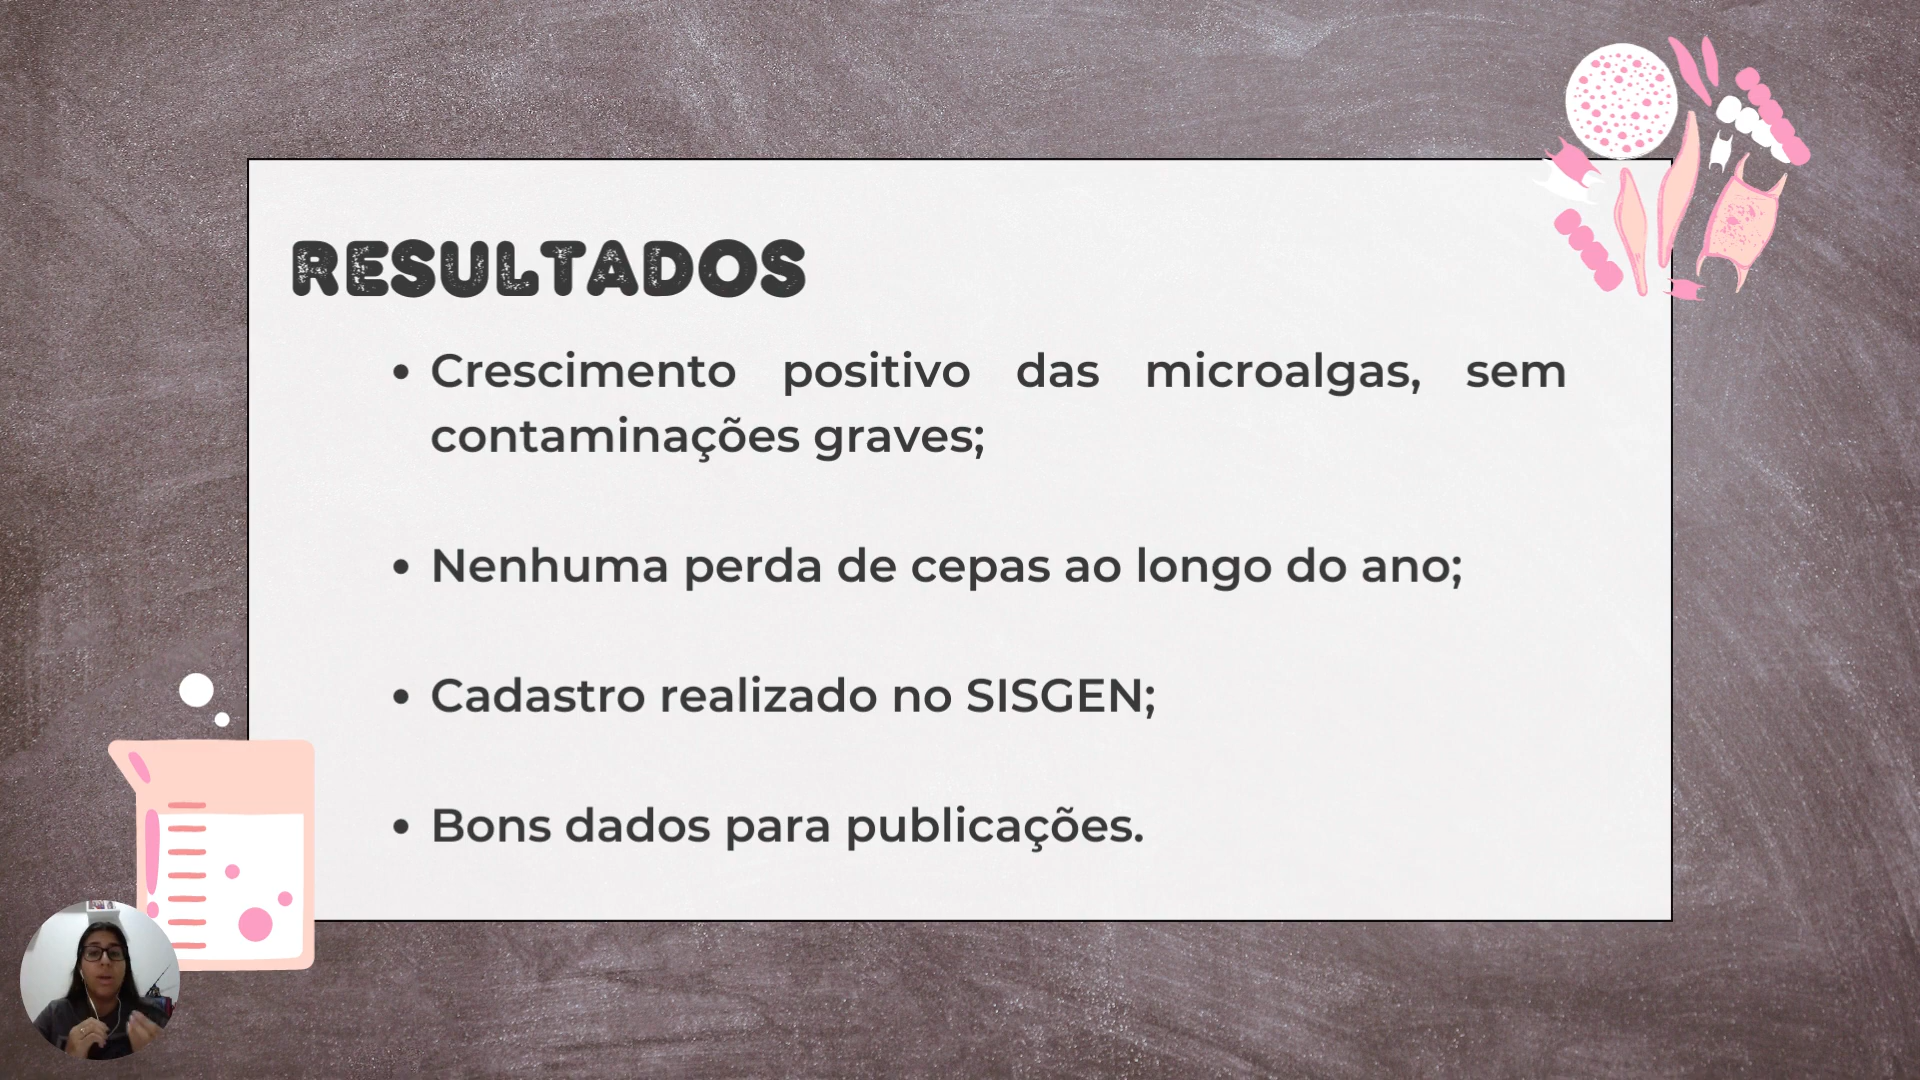 RESULTADOS
• Crescimento positivo das microalgas, sem
contaminações graves;
• Nenhuma perda de cepas ao longo do ano;
• Cadastro realizado no SISGEN;
• Bons dados para publicações.